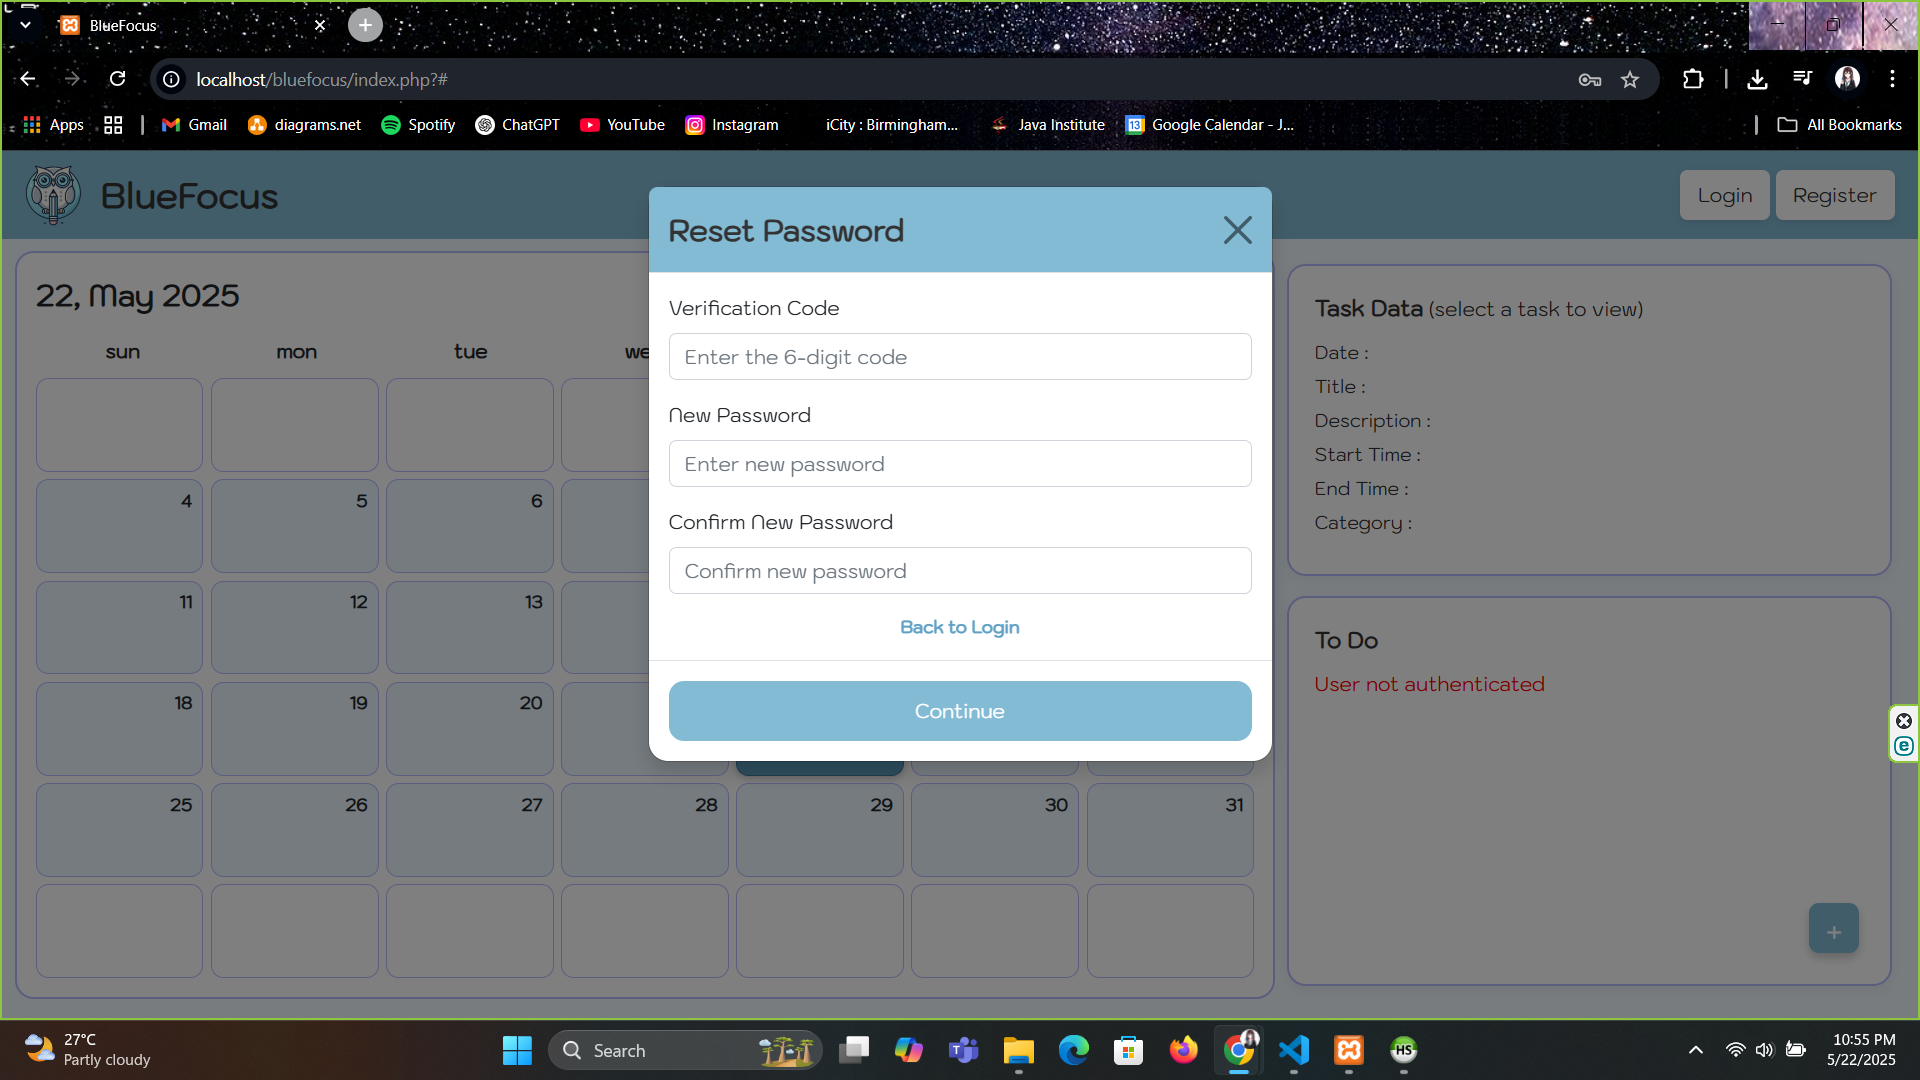 BlueFocus
localhost/bluefocus/index.php?#
Apps Gmail diagrams.net Spotify ChatGPT YouTube Instagram iCity : Birmingham... Java Institute 13 Google Calendar - J... All Bookmarks
BlueFocus
Login Register
Reset Password
Verification Code
Enter the 6-digit code
New Password
Enter new password
Confirm New Password
Confirm new password
Back to Login
Continue
22, May 2025
sun mon tue we
4 5 6
11 12 13
18 19 20
25 26 27 28 29 30 31
Task Data (select a task to view)
Date :
Title :
Description :
Start Time :
End Time :
Category :
To Do
User not authenticated
+
27°C
Partly cloudy
Search
HS
10:55 PM
5/22/2025